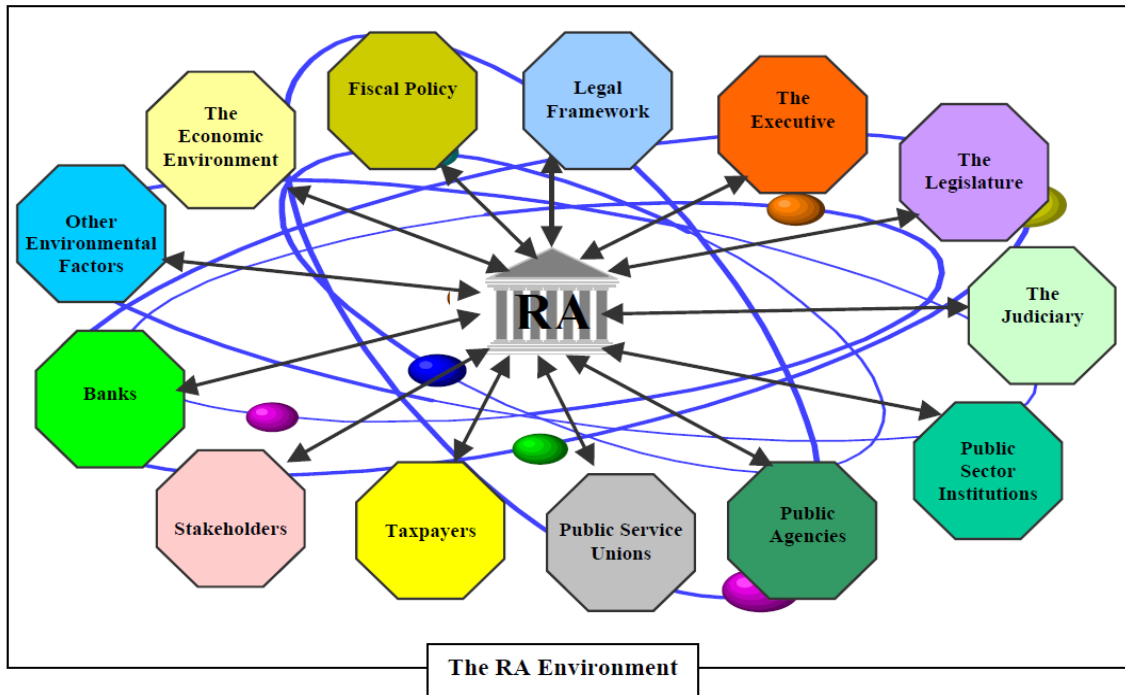 Fiscal Policy
Legal
Framework
The
Executive
The
Economic
Environment
The
Legislature
Other
Environmental
Factors
RA
The
Judiciary
Banks
Public
Sector
Institutions
Stakeholders
Taxpayers
Public Service
Unions
Public
Agencies
The RA Environment